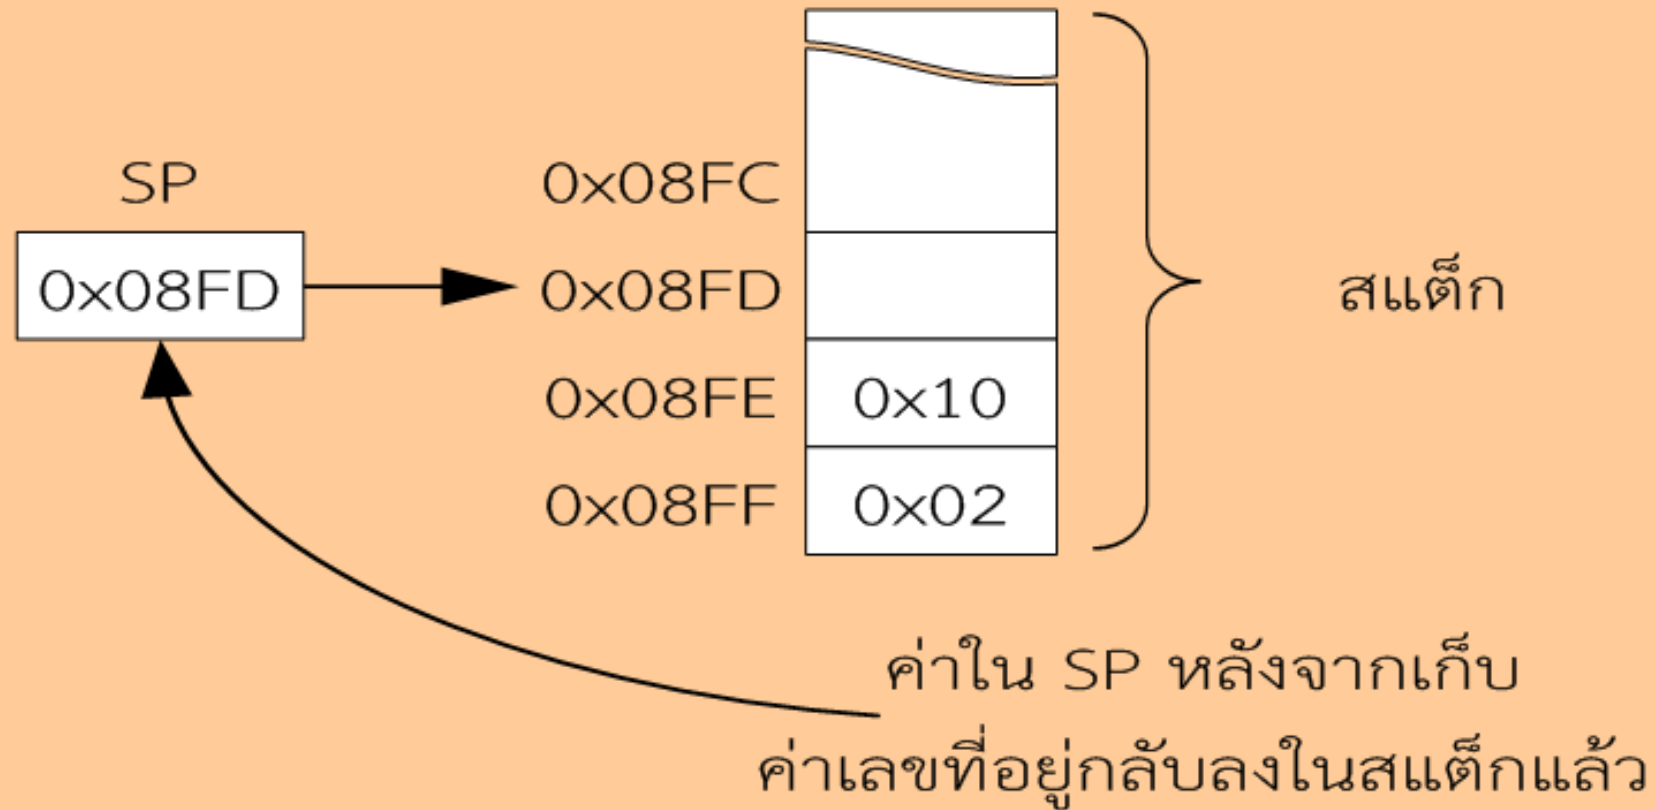 SP
0x08FD
0x08FC
0x08FD
0x08FE 0x10
0x08FF 0x02
สแต็ก
ค่าใน SP หลังจากเก็บ
ค่าเลขที่อยู่กลับลงในสแต็กแล้ว